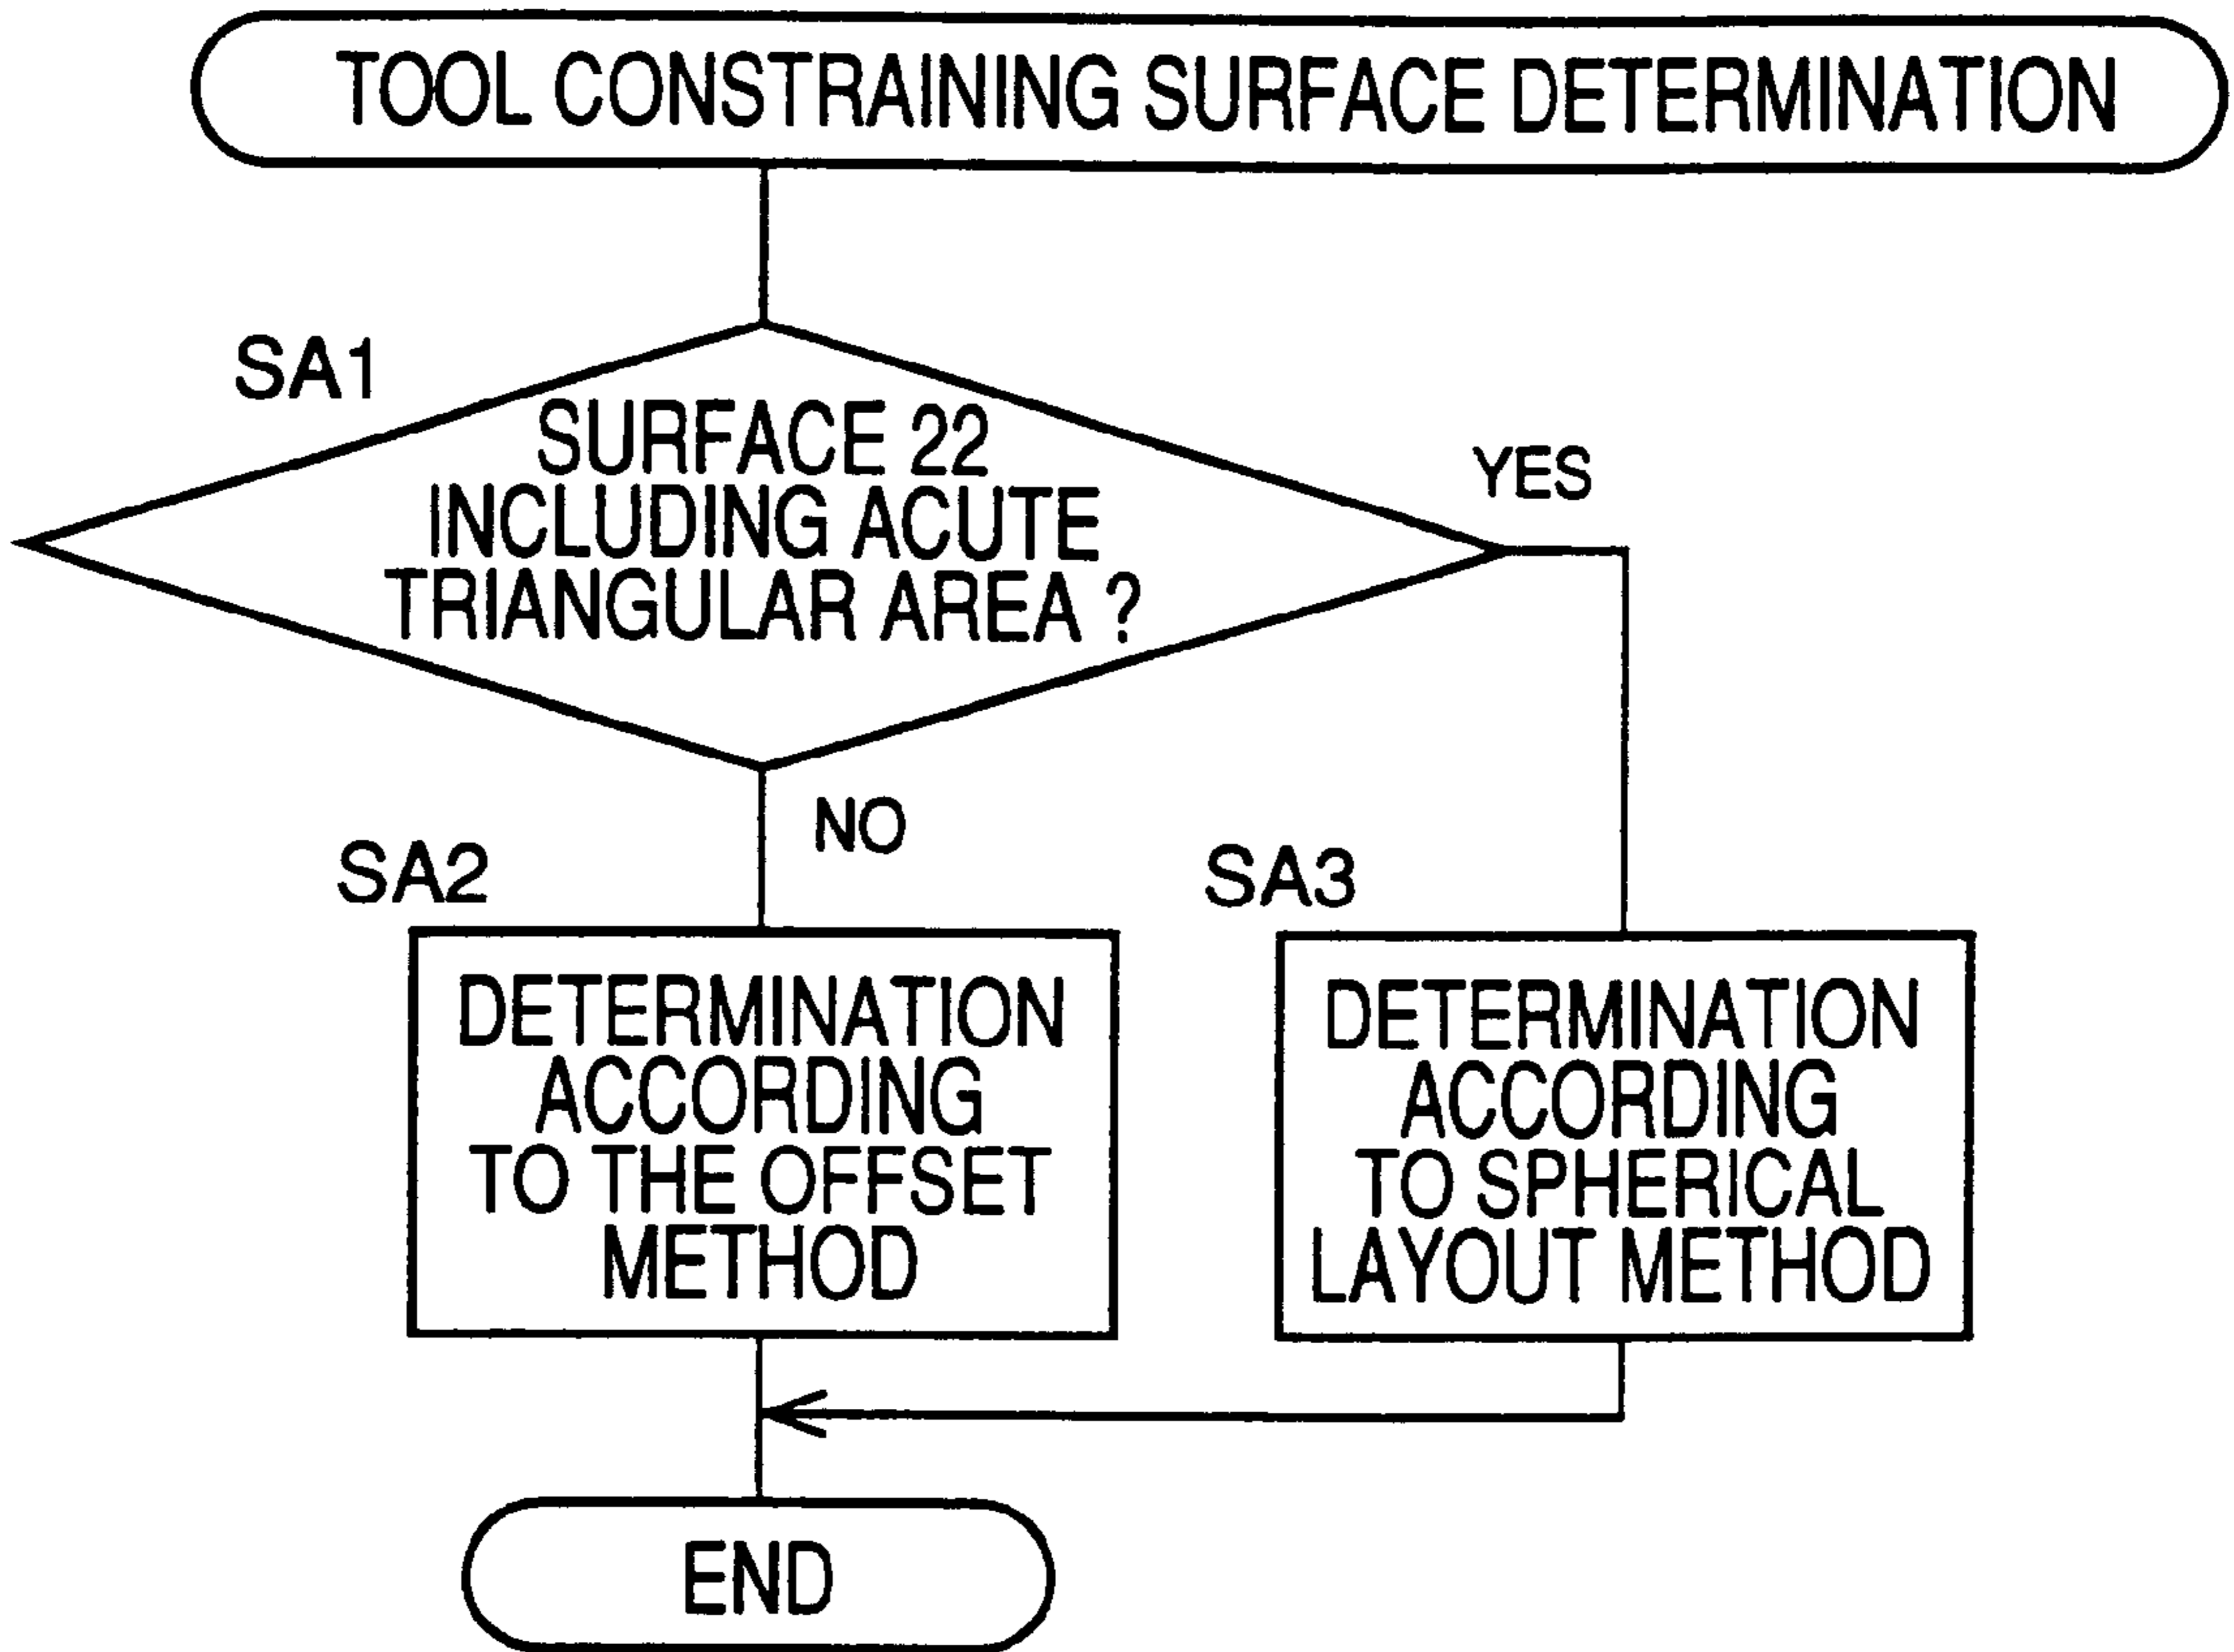 TOOL CONSTRAINING SURFACE DETERMINATION
SA1
SURFACE 22
INCLUDING ACUTE
TRIANGULAR AREA ?
YES
NO
SA2
DETERMINATION
ACCORDING
TO THE OFFSET
METHOD
SA3
DETERMINATION
ACCORDING
TO SPHERICAL
LAYOUT METHOD
END